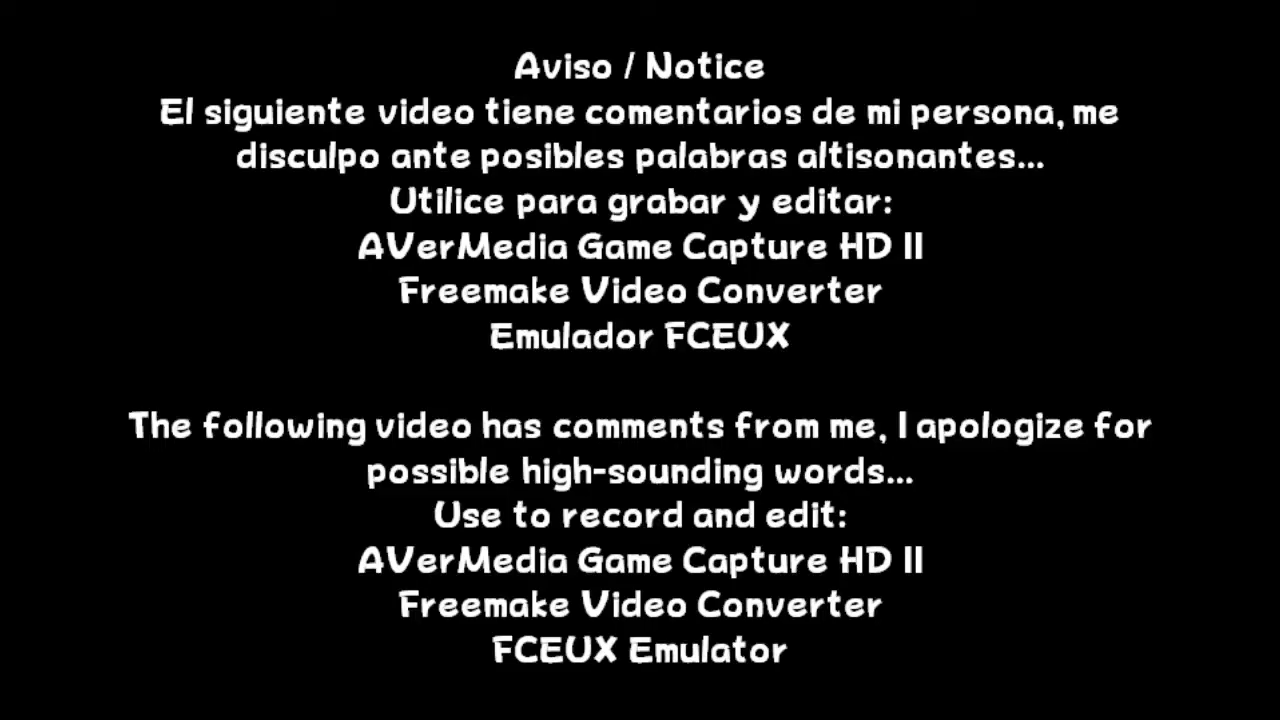 Aviso / Notice
El siguiente video tiene comentarios de mi persona, me
disculpo ante posibles palabras altisonantes...
Utilice para grabar y editar:
AVerMedia Game Capture HD II
Freemake Video Converter
Emulador FCEUX
The following video has comments from me, I apologize for
possible high-sounding words...
Use to record and edit:
AVerMedia Game Capture HD II
Freemake Video Converter
FCEUX Emulator